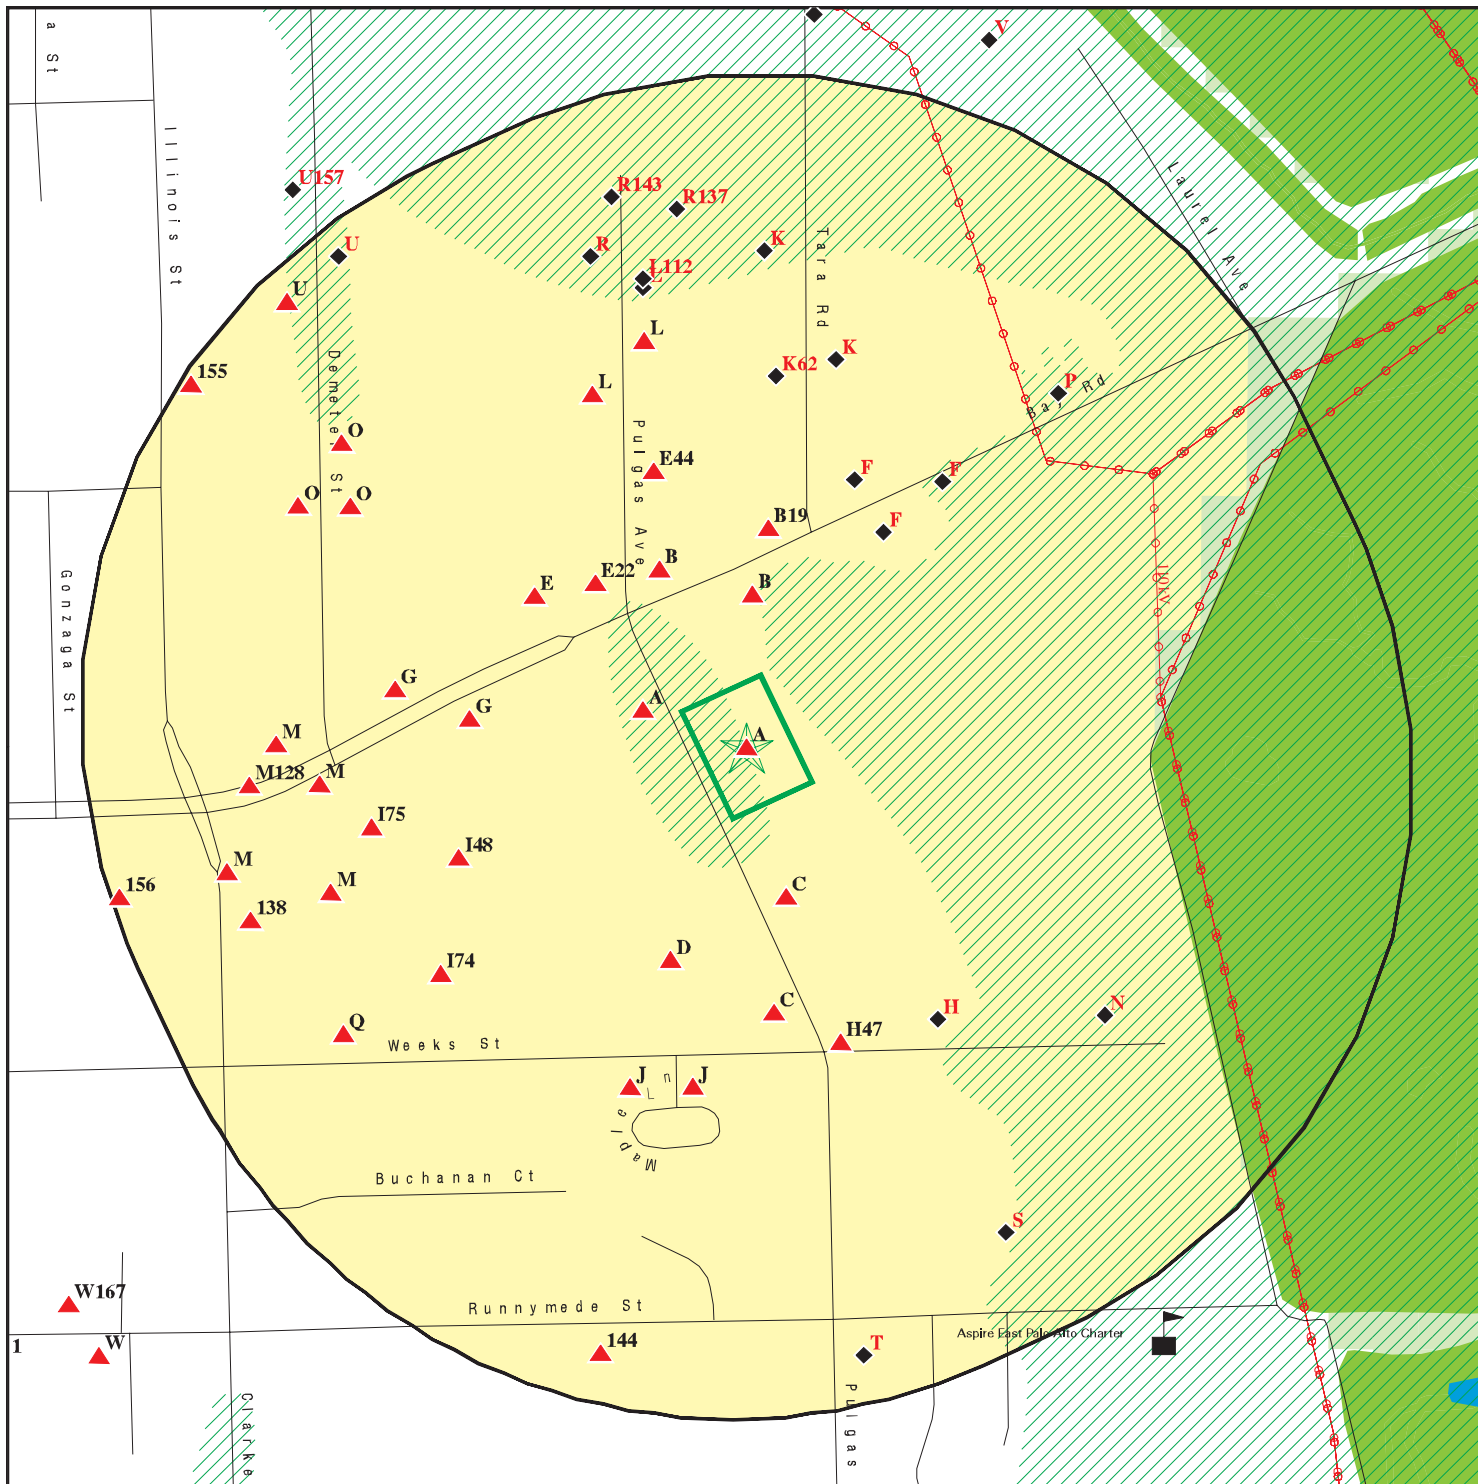 V
a St
Illinois St
Laurel Ave
U157
R143
R137
U
R
K
Tara Rd
L112
U
L
K
K62
155
Demeter St
L
P
Bay Rd
O
Pulgas Ave
E44
F
F
O
O
B19
F
B
E22
E
B
110kV
Gonzaga St
G
A
G
M
A
M128
M
I75
I48
M
156
M
C
138
D
I74
C
H
N
Q
H47
Weeks St
J
J
Maple Ln
Buchanan Ct
S
W167
Runnymede St
Aspire East Palo Alto Charter
1
W
144
T
Clarke
Pulgas